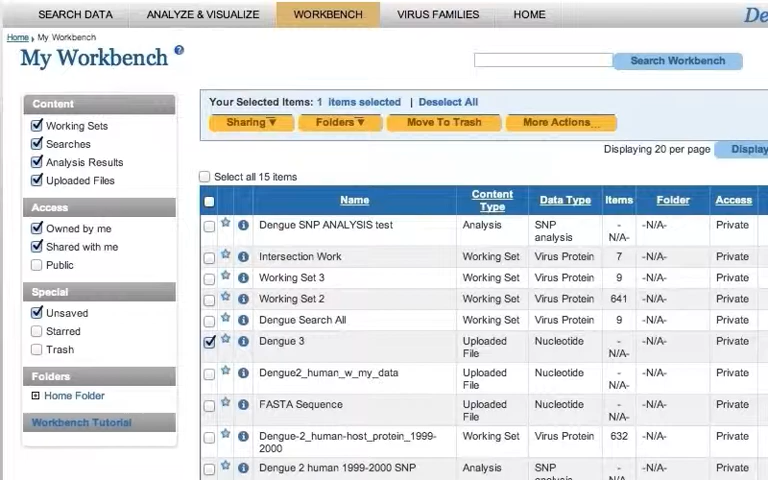 SEARCH DATA ANALYZE & VISUALIZE WORKBENCH VIRUS FAMILIES HOME De
Home My Workbench
My Workbench ?
Search Workbench
Content
Working Sets
Searches
Analysis Results
Uploaded Files
Access
Owned by me
Shared with me
Public
Special
Unsaved
Starred
Trash
Folders
Home Folder
Workbench Tutorial
Your Selected Items: 1 items selected | Deselect All
Sharing▼ Folders▼ Move To Trash More Actions...
Displaying 20 per page Display
Select all 15 items
Name Content Type Data Type Items Folder Access
Dengue SNP ANALYSIS test Analysis SNP analysis -N/A- -N/A- Private
Intersection Work Working Set Virus Protein 7 -N/A- Private
Working Set 3 Working Set Virus Protein 9 -N/A- Private
Working Set 2 Working Set Virus Protein 641 -N/A- Private
Dengue Search All Working Set Virus Protein 9 -N/A- Private
Dengue 3 Uploaded File Nucleotide -N/A- -N/A- Private
Dengue2_human_w_my_data Uploaded File Nucleotide -N/A- -N/A- Private
FASTA Sequence Uploaded File Nucleotide -N/A- -N/A- Private
Dengue-2_human-host_protein_1999-2000 Working Set Virus Protein 632 -N/A- Private
Dengue 2 human 1999-2000 SNP Analysis SNP - -N/A- Private